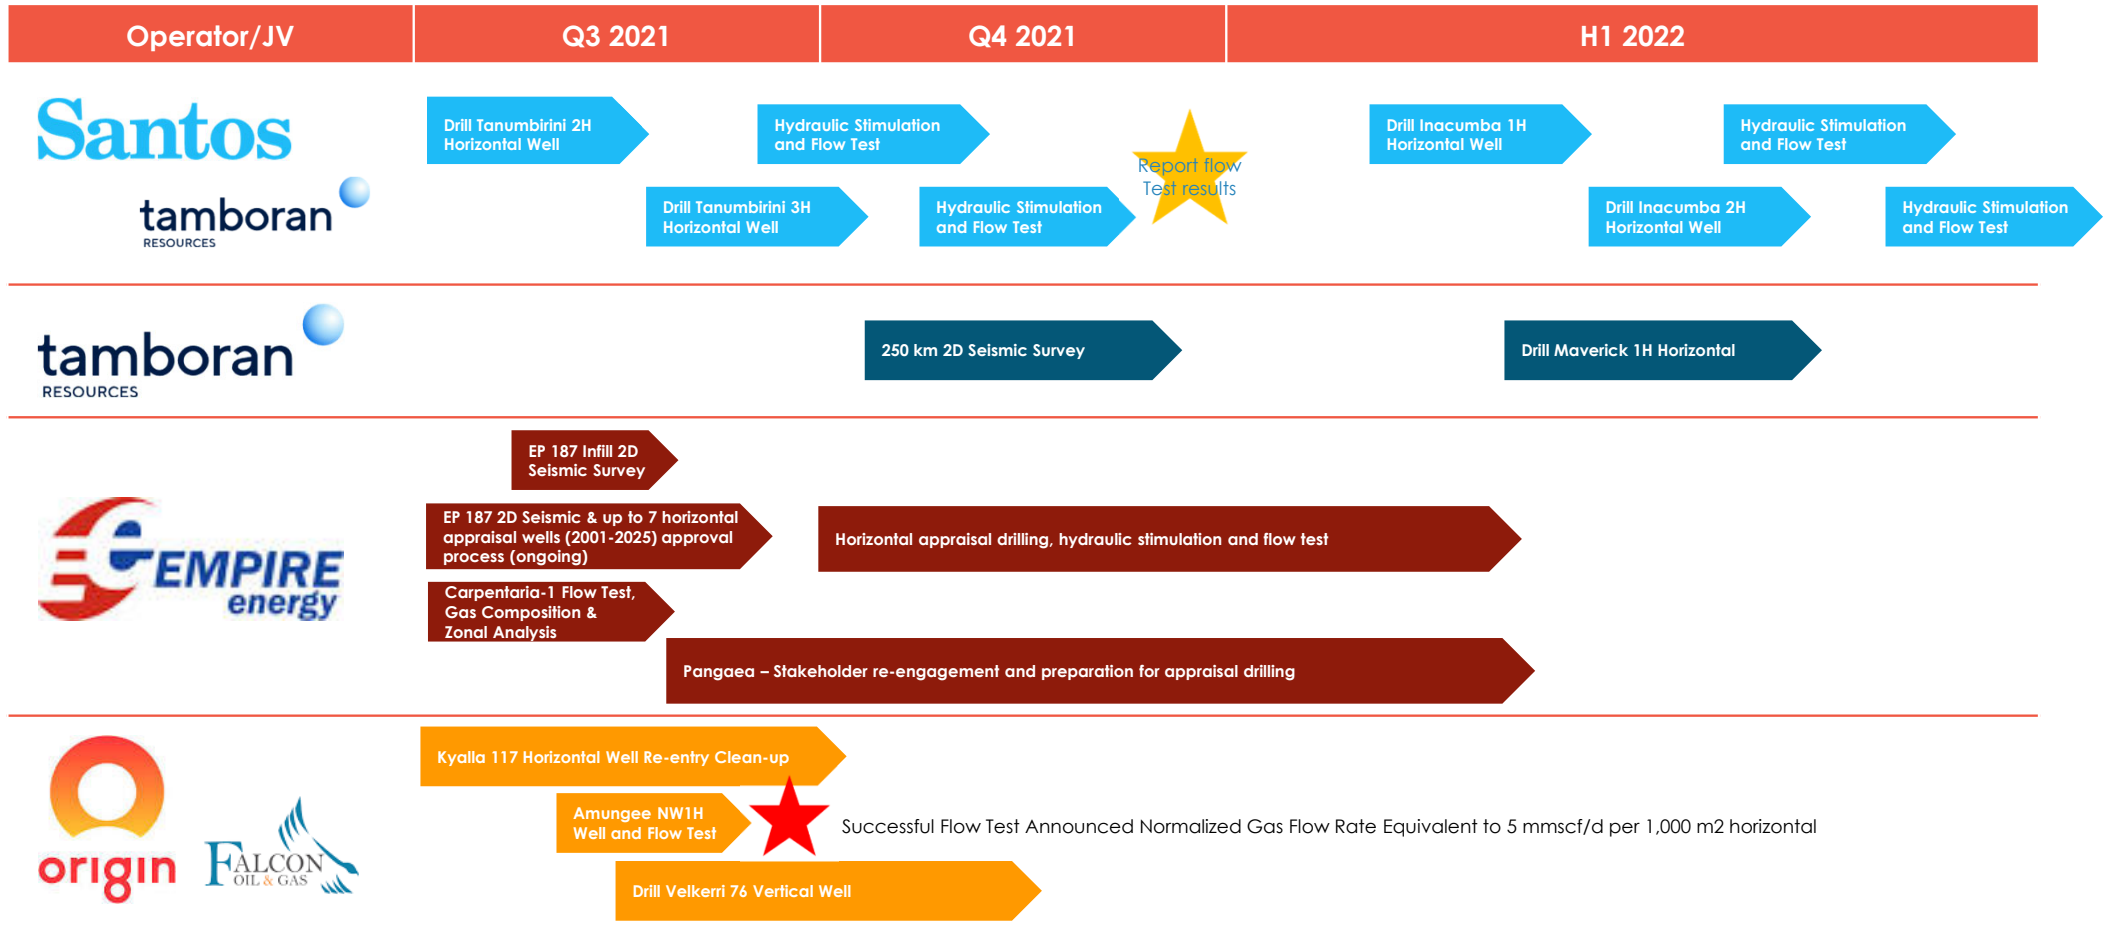 Operator/JV
Q3 2021
Q4 2021
H1 2022
Santos
tamboran
RESOURCES
Drill Tanumbirini 2H
Horizontal Well
Hydraulic Stimulation
and Flow Test
Drill Tanumbirini 3H
Horizontal Well
Hydraulic Stimulation
and Flow Test
Report flow
Test results
Drill Inacumba 1H
Horizontal Well
Hydraulic Stimulation
and Flow Test
Drill Inacumba 2H
Horizontal Well
Hydraulic Stimulation
and Flow Test
tamboran
RESOURCES
250 km 2D Seismic Survey
Drill Maverick 1H Horizontal
EMPIRE
energy
EP 187 Infill 2D
Seismic Survey
EP 187 2D Seismic & up to 7 horizontal
appraisal wells (2001-2025) approval
process (ongoing)
Horizontal appraisal drilling, hydraulic stimulation and flow test
Carpentaria-1 Flow Test,
Gas Composition &
Zonal Analysis
Pangaea – Stakeholder re-engagement and preparation for appraisal drilling
origin
FALCON
OIL & GAS
Kyalla 117 Horizontal Well Re-entry Clean-up
Amungee NW1H
Well and Flow Test
Successful Flow Test Announced Normalized Gas Flow Rate Equivalent to 5 mmscf/d per 1,000 m2 horizontal
Drill Velkerri 76 Vertical Well